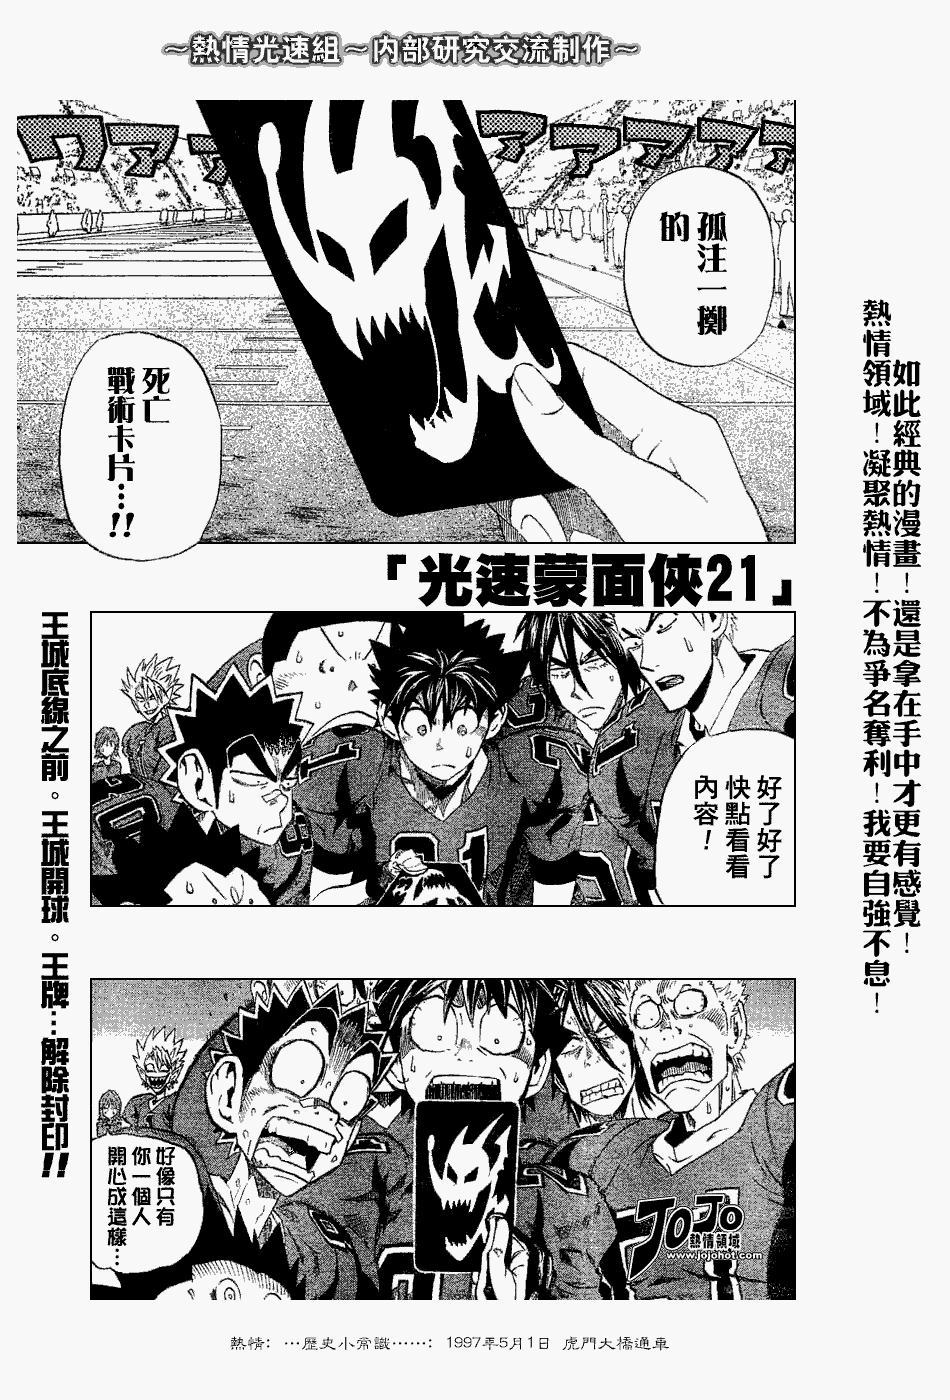 ～熱情光速組～內部研究交流制作～
ワァァァァァァァァ
孤注一擲
的
死亡
戰術卡片…!!
「光速蒙面俠21」
如此經典的漫畫！還是拿在手中才更有感覺！
熱情領域！凝聚熱情！不為爭名奪利！我要自強不息！
王城底線之前。王城開球。王牌…解除封印!!
好了好了
快點看看
內容！
21
好像只有
你一個人
開心成這樣…
JOJO
熱情領域
www.jojohot.com
熱情：…歷史小常識……：1997年5月1日 虎門大橋通車